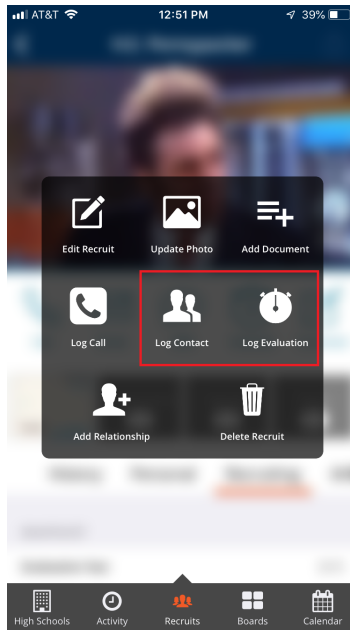 AT&T 12:51 PM 39%
Edit Recruit Update Photo Add Document
Log Call Log Contact Log Evaluation
Add Relationship Delete Recruit
High Schools Activity Recruits Boards Calendar